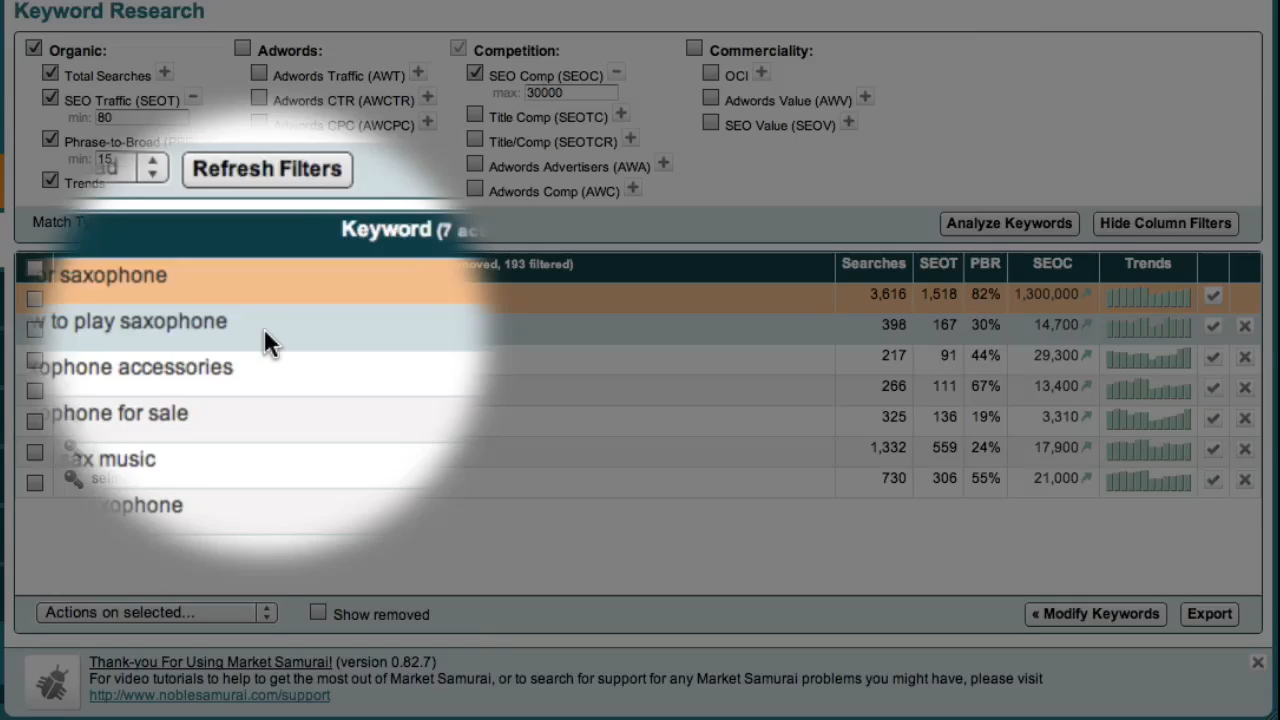 Keyword Research
Organic: Adwords: Competition: Commerciality:
Total Searches Adwords Traffic (AWT) SEO Comp (SEOC) OCI
max: 30000
SEO Traffic (SEOT) Adwords CTR (AWCTR) Adwords Value (AWV)
min: 80
Title Comp (SEOTC)
Adwords CPC (AWCPC) SEO Value (SEOV)
Phrase-to-Broad Title/Comp (SEOTCR)
min: 15
Refresh Filters Adwords Advertisers (AWA)
Trends Adwords Comp (AWC)
Match Analyze Keywords Hide Column Filters
Keyword (7
193 filtered) Searches SEOT PBR SEOC Trends
saxophone 3,616 1,518 82% 1,300,000
to play saxophone 398 167 30% 14,700
accessories 217 91 44% 29,300
for sale 266 111 67% 13,400
325 136 19% 3,310
music 1,332 559 24% 17,900
730 306 55% 21,000
Actions on selected... Show removed « Modify Keywords Export
Thank-you For Using Market Samurai! (version 0.82.7)
For video tutorials to help to get the most out of Market Samurai, or to search for support for any Market Samurai problems you might have, please visit
http://www.noblesamurai.com/support